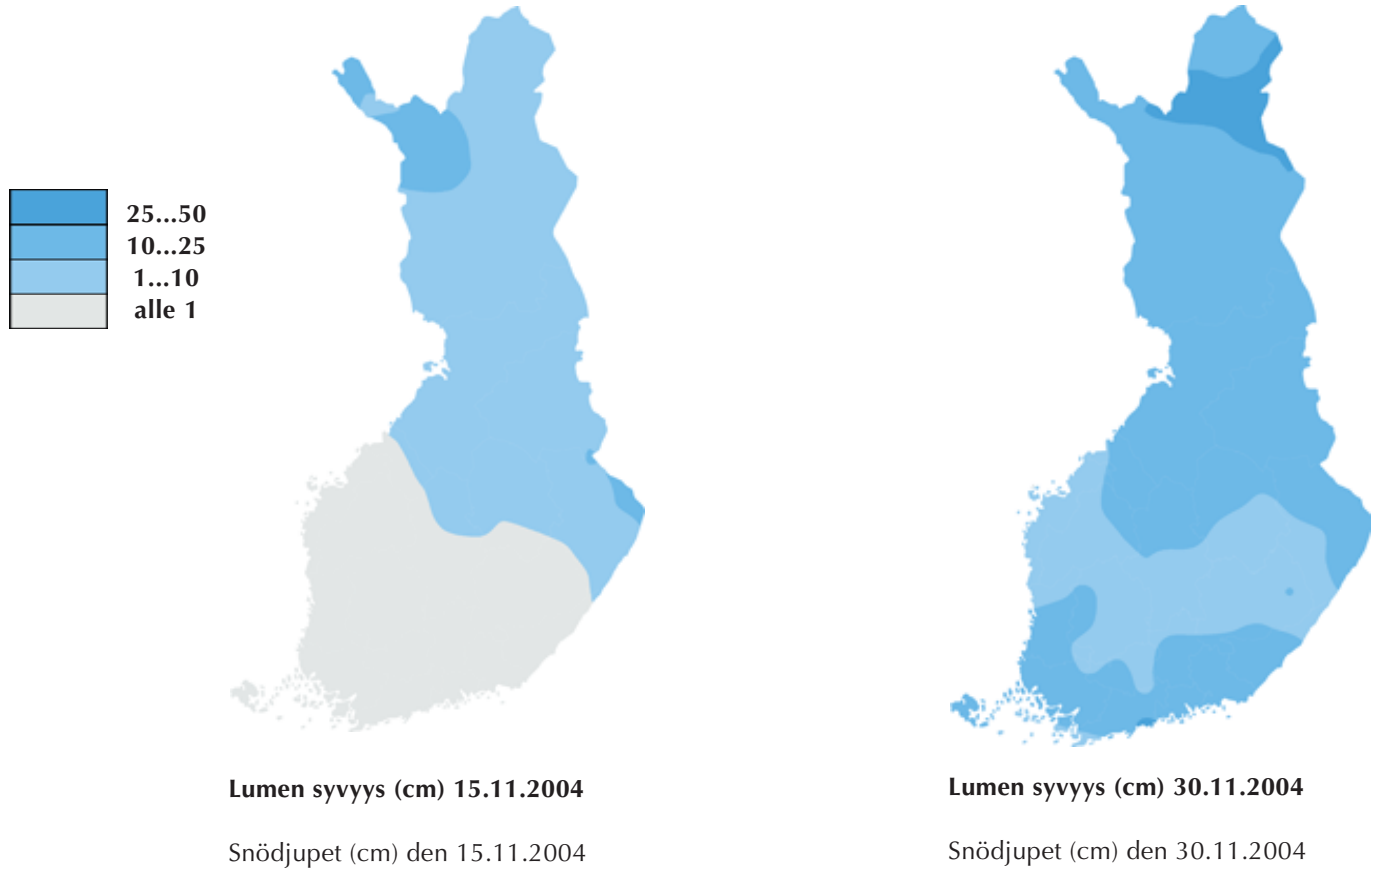 25...50
10...25
1...10
alle 1
Lumen syvyys (cm) 15.11.2004
Snödjupet (cm) den 15.11.2004
Lumen syvyys (cm) 30.11.2004
Snödjupet (cm) den 30.11.2004